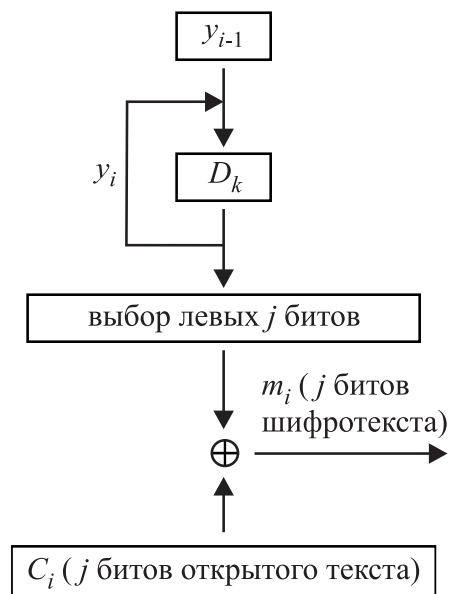 y_{i-1}
y_i
D_k
выбор левых j битов
m_i ( j битов
шифротекста)
C_i ( j битов открытого текста)